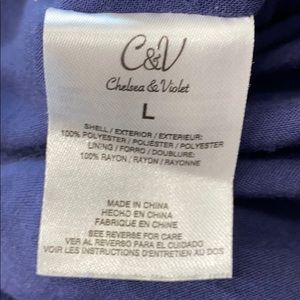 C&V
Chelsea & Violet
L
SHELL / EXTERIOR / EXTERIEUR:
100% POLYESTER / POLIESTER / POLYESTER
LINING / FORRO / DOUBLURE:
100% RAYON / RAYON / RAYONNE
MADE IN CHINA
HECHO EN CHINA
FABRIQUE EN CHINE
SEE REVERSE FOR CARE
VER AL REVERSO PARA EL CUIDADO
VOIR LES INSTRUCTIONS D'ENTRETIEN AU DOS